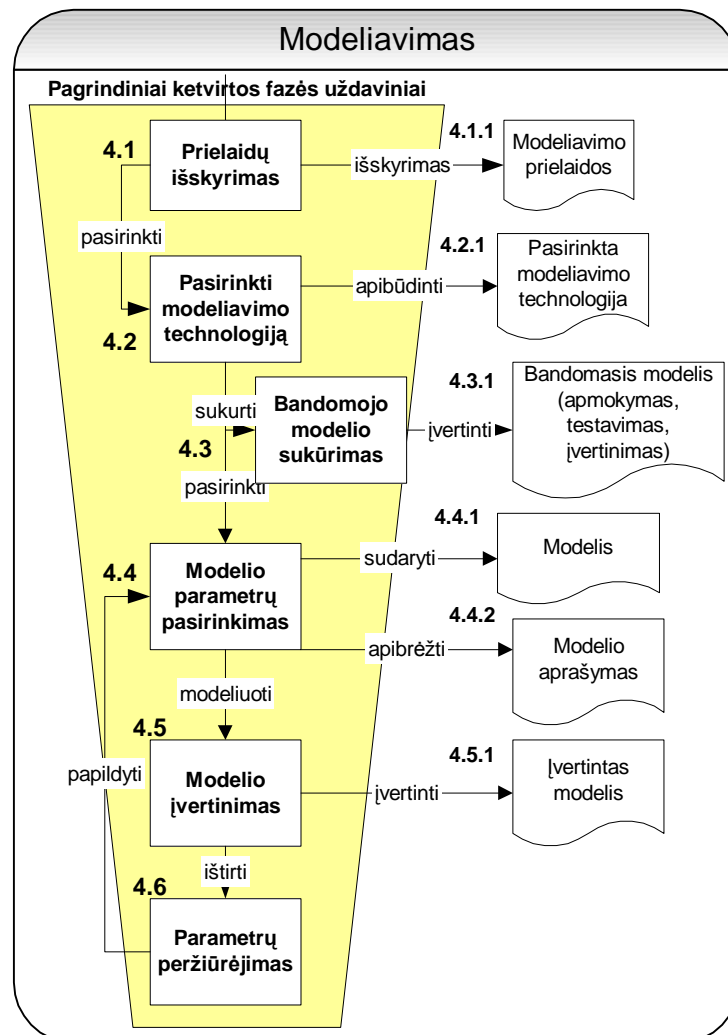 Modeliavimas
Pagrindiniai ketvirtos fazės uždaviniai
4.1
Prielaidų
išskyrimas
išskyrimas
4.1.1
Modeliavimo
prielaidos
pasirinkti
4.2
Pasirinkti
modeliavimo
technologiją
apibūdinti
4.2.1
Pasirinkta
modeliavimo
technologija
sukurti
4.3
Bandomojo
modelio
sukūrimas
įvertinti
4.3.1
Bandomasis modelis
(apmokymas,
testavimas,
įvertinimas)
pasirinkti
4.4
Modelio
parametrų
pasirinkimas
sudaryti
4.4.1
Modelis
apibrėžti
4.4.2
Modelio
aprašymas
modeliuoti
4.5
Modelio
įvertinimas
įvertinti
4.5.1
Įvertintas
modelis
papildyti
ištirti
4.6
Parametrų
peržiūrėjimas